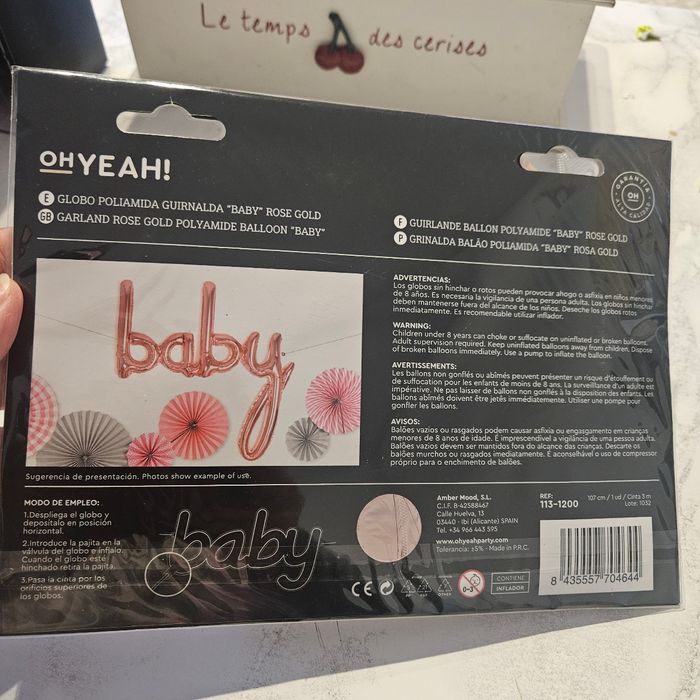 Le temps des cerises
OHYEAH!
E GLOBO POLIAMIDA GUIRNALDA "BABY" ROSE GOLD
GB GARLAND ROSE GOLD POLYAMIDE BALLOON "BABY"
F GUIRLANDE BALLON POLYAMIDE "BABY" ROSE GOLD
P GRINALDA BALÃO POLIAMIDA "BABY" ROSA GOLD
GARANTIA
OH
ALTA CALIDAD
baby
Sugerencia de presentación. Photos show example of use.
ADVERTENCIAS:
Los globos sin hinchar o rotos pueden provocar ahogo o asfixia en niños menores
de 8 años. Es necesaria la vigilancia de una persona adulta. Los globos sin hinchar
deben mantenerse fuera del alcance de los niños. Deseche los globos rotos
inmediatamente. Es recomendable utilizar inflador.
WARNING:
Children under 8 years can choke or suffocate on uninflated or broken balloons.
Adult supervision required. Keep uninflated balloons away from children. Dispose
of broken balloons immediately. Use a pump to inflate the balloon.
AVERTISSEMENTS:
Les ballons non gonflés ou abîmés peuvent présenter un risque d'étouffement ou
de suffocation pour les enfants de moins de 8 ans. La surveillance d'un adulte est
impérative. Ne pas laisser de ballons non gonflés à la disposition des enfants. Les
ballons abîmés doivent être jetés immédiatement. Utiliser une pompe pour
gonfler les ballons.
AVISOS:
Balões vazios ou rasgados podem causar asfixia ou engasgamento em crianças
menores de 8 anos de idade. É imprescindível a vigilância de uma pessoa adulta.
Balões vazios devem ser mantidos fora do alcance das crianças. Descarte os
balões murchos ou rasgados imediatamente. É aconselhável o uso de compressor
próprio para o enchimento de balões.
MODO DE EMPLEO:
1.Despliega el globo y
deposítalo en posición
horizontal.
2.Introduce la pajita en la
válvula del globo e ínflalo.
Cuando el globo esté
hinchado retira la pajita.
3.Pasa la cinta por los
orificios superiores de
los globos.
baby
Amber Mood, S.L.
C.I.F. B-42588467
Calle Huelva, 13
03440 - Ibi (Alicante) SPAIN
Tel. +34 966 443 595
www.ohyeahparty.com
Tolerancia: ±5% - Made in P.R.C.
REF:
113-1200
107 cm / 1 ud / Cinta 3 m
Lote: 1032
CE
0-3
CONTIENE
INFLADOR
8 435557 704644